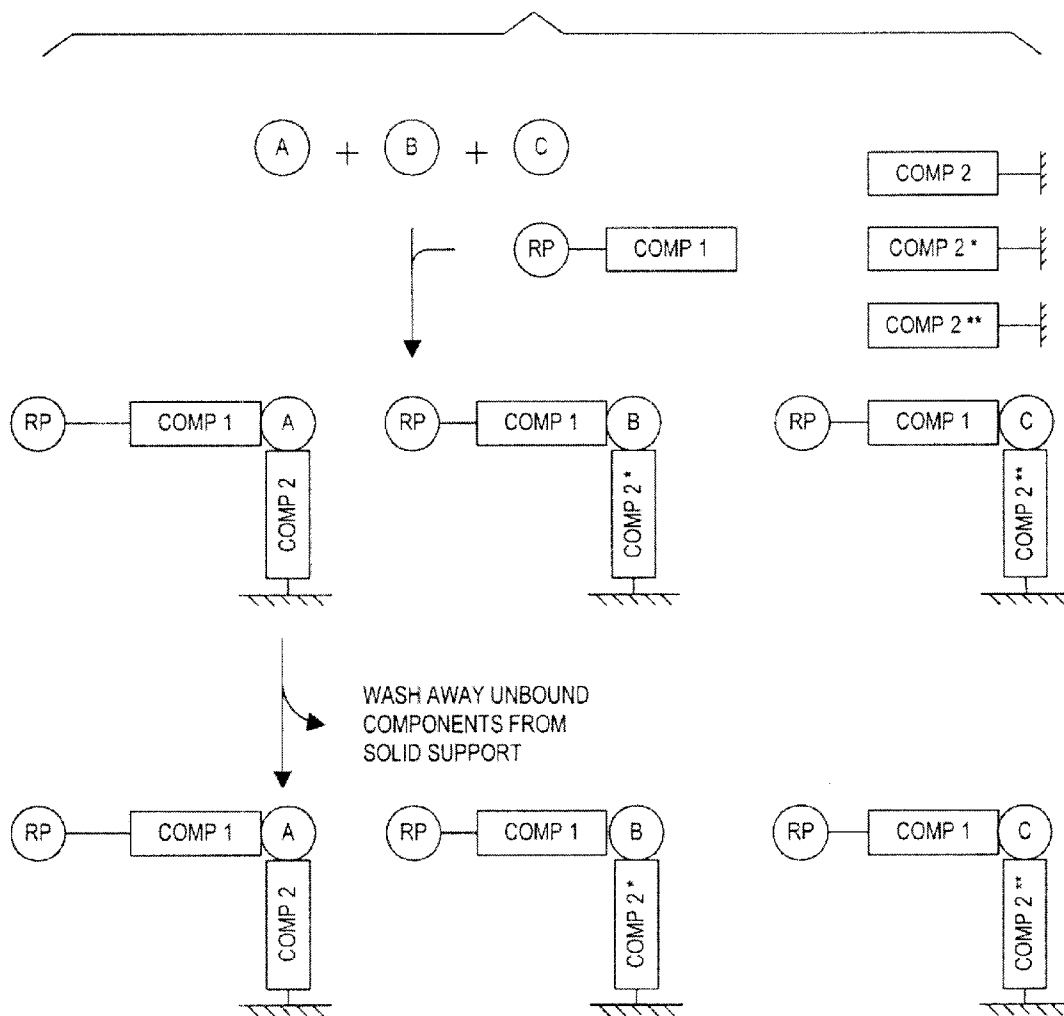 A + B + C
COMP 2
RP COMP 1
COMP 2 *
COMP 2 **
RP COMP 1 A
RP COMP 1 B
RP COMP 1 C
COMP 2
COMP 2 *
COMP 2 **
WASH AWAY UNBOUND
COMPONENTS FROM
SOLID SUPPORT
RP COMP 1 A
RP COMP 1 B
RP COMP 1 C
COMP 2
COMP 2 *
COMP 2 **